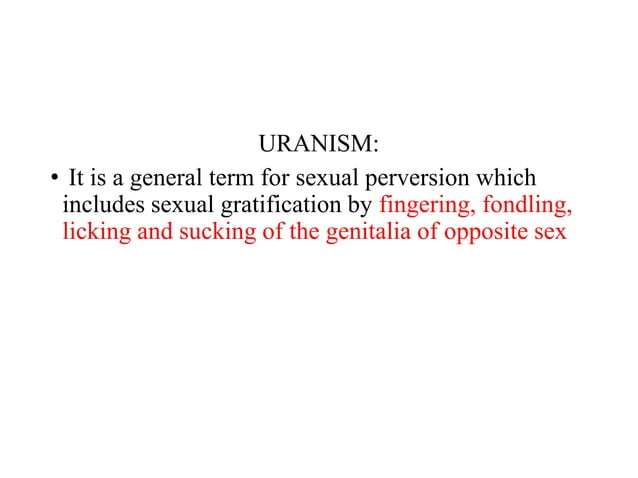 URANISM:
• It is a general term for sexual perversion which
includes sexual gratification by fingering, fondling,
licking and sucking of the genitalia of opposite sex